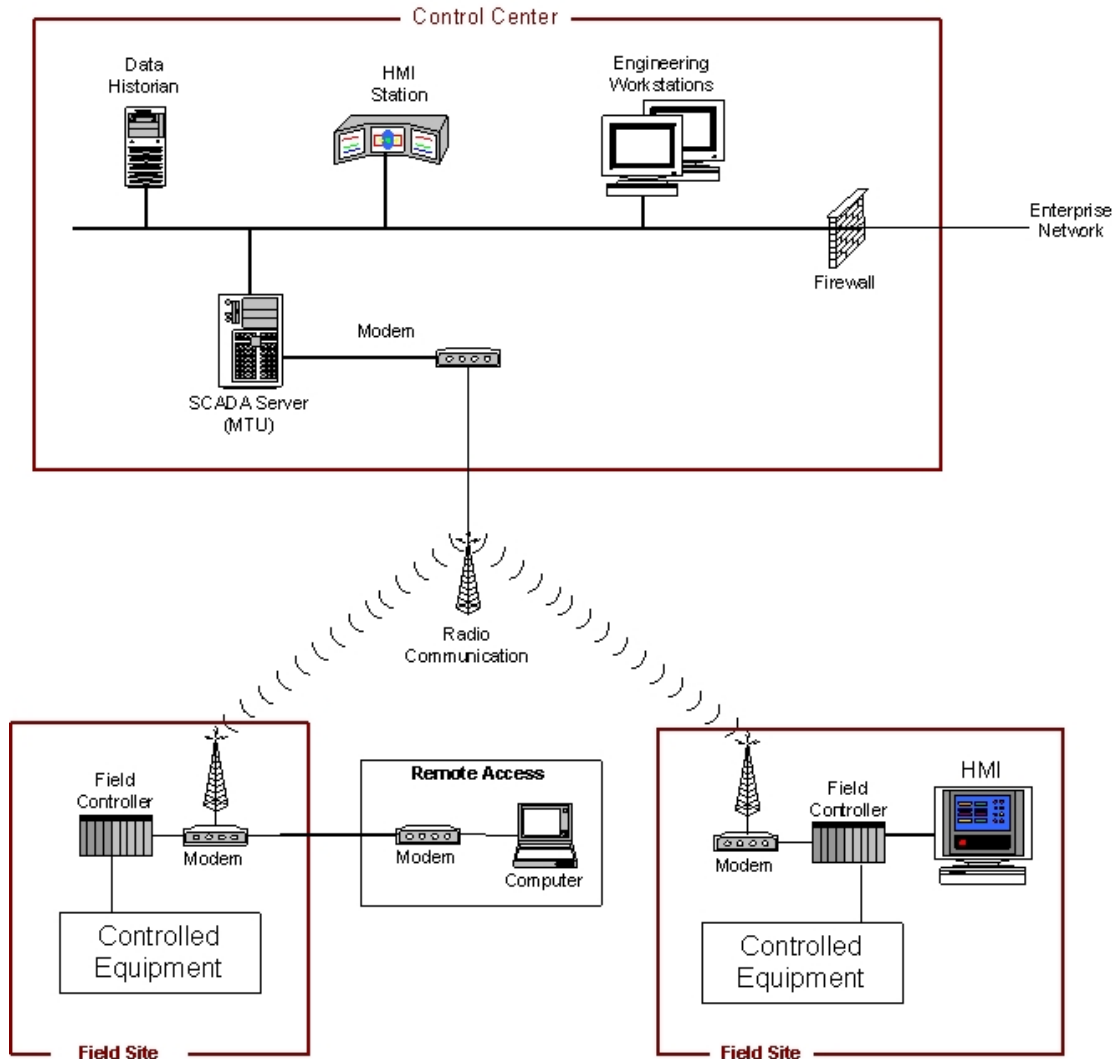 Control Center
Data
Historian
HMI
Station
Engineering
Workstations
Enterprise
Network
Firewall
Modem
SCADA Server
(MTU)
Radio
Communication
Field
Controller
Modem
Controlled
Equipment
Field Site
Remote Access
Modem
Computer
Modem
Field
Controller
HMI
Controlled
Equipment
Field Site